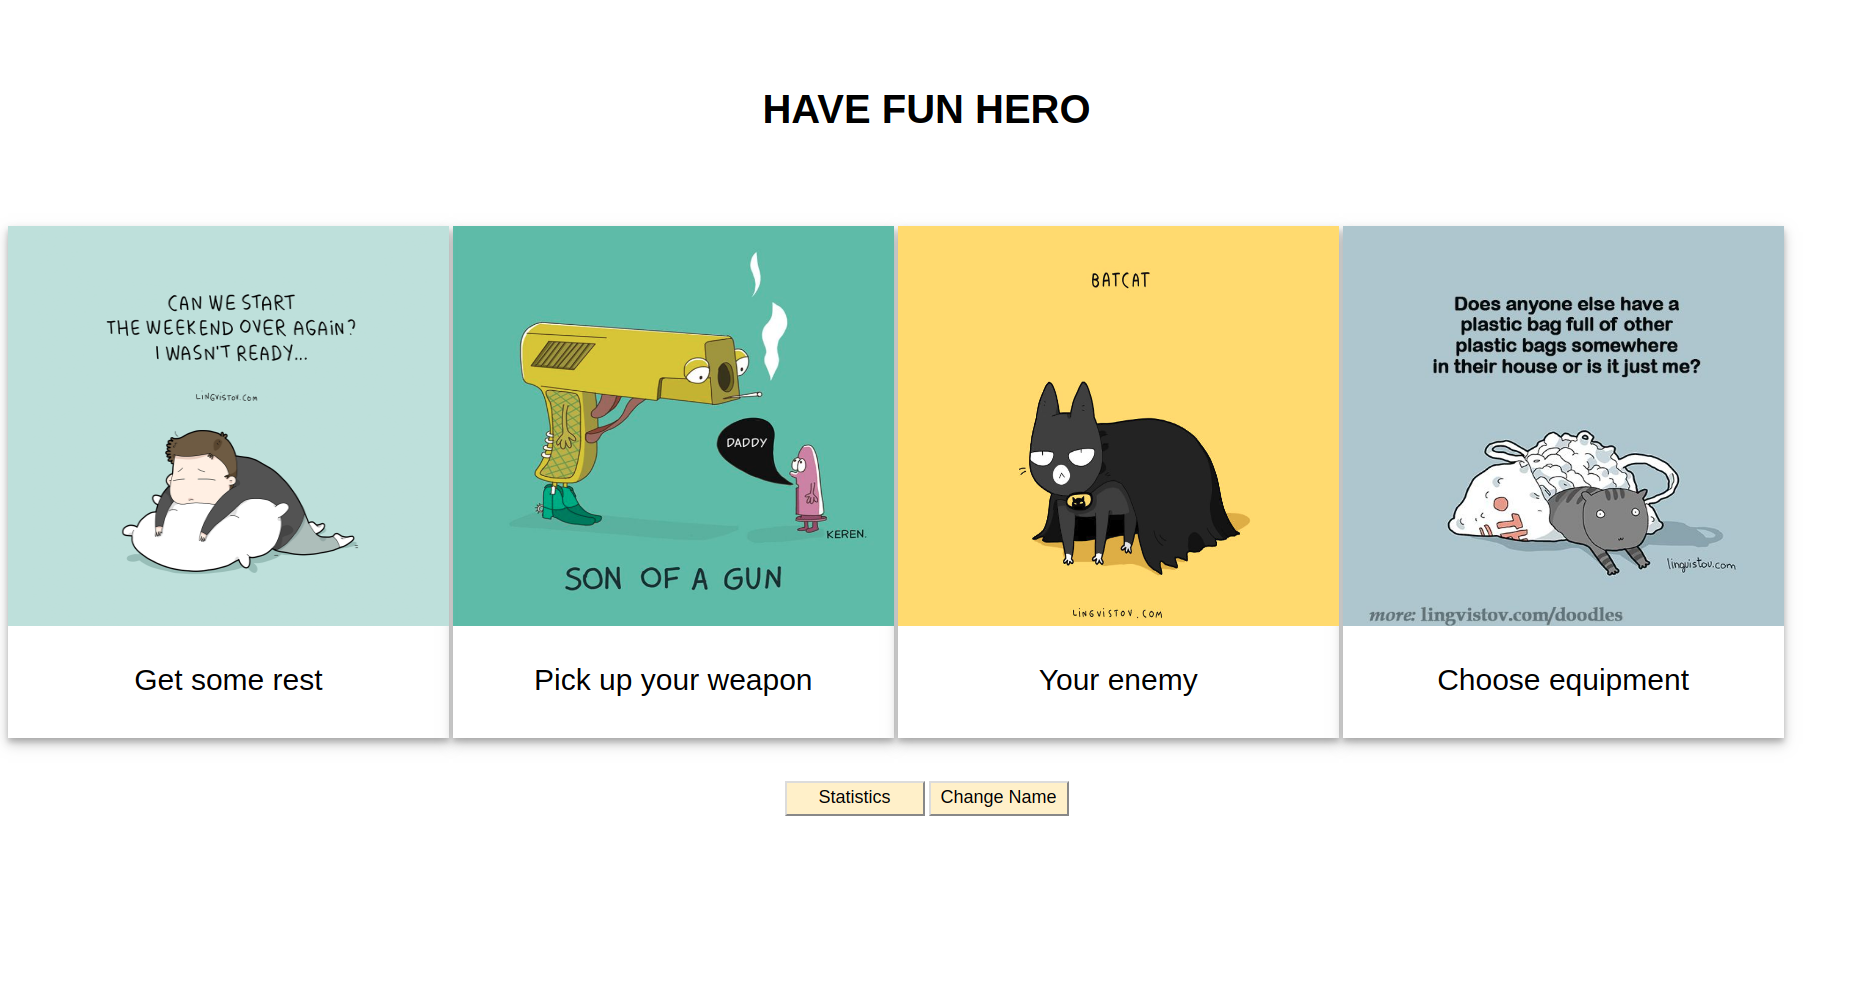 HAVE FUN HERO
CAN WE START
THE WEEKEND OVER AGAIN?
I WASN'T READY...
LINGVISTOV.COM
Get some rest
DADDY
KEREN.
SON OF A GUN
Pick up your weapon
BATCAT
LINGVISTOV.COM
Your enemy
Does anyone else have a
plastic bag full of other
plastic bags somewhere
in their house or is it just me?
lingvistov.com
more: lingvistov.com/doodles
Choose equipment
Statistics
Change Name